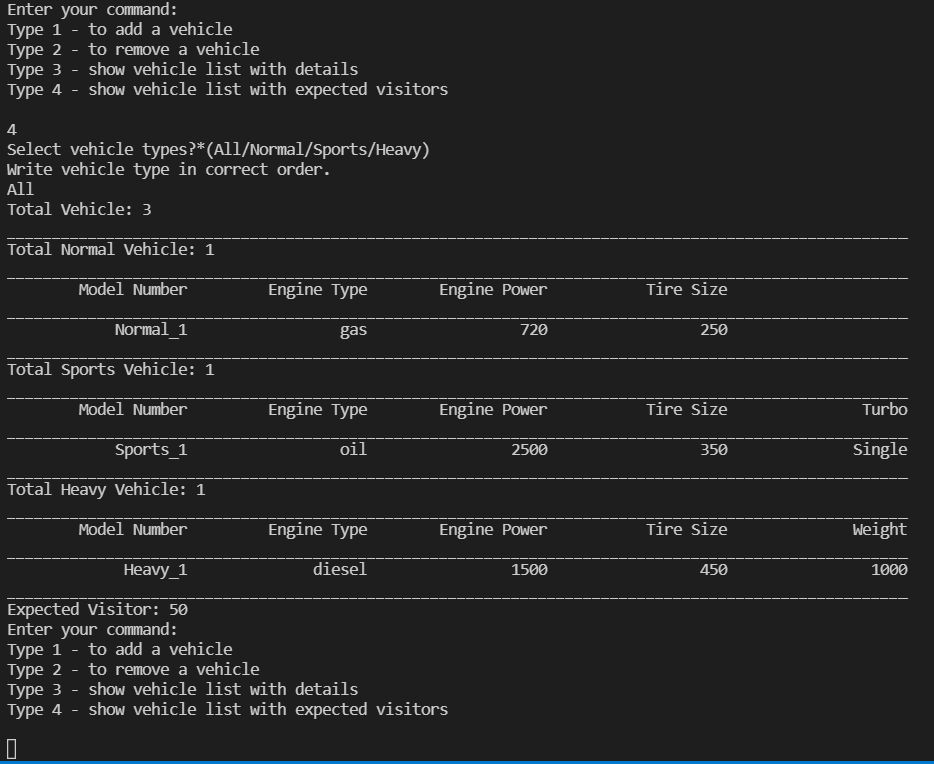 Enter your command:
Type 1 - to add a vehicle
Type 2 - to remove a vehicle
Type 3 - show vehicle list with details
Type 4 - show vehicle list with expected visitors
4
Select vehicle types?*(All/Normal/Sports/Heavy)
Write vehicle type in correct order.
All
Total Vehicle: 3
Total Normal Vehicle: 1
Model Number Engine Type Engine Power Tire Size
Normal_1 gas 720 250
Total Sports Vehicle: 1
Model Number Engine Type Engine Power Tire Size Turbo
Sports_1 oil 2500 350 Single
Total Heavy Vehicle: 1
Model Number Engine Type Engine Power Tire Size Weight
Heavy_1 diesel 1500 450 1000
Expected Visitor: 50
Enter your command:
Type 1 - to add a vehicle
Type 2 - to remove a vehicle
Type 3 - show vehicle list with details
Type 4 - show vehicle list with expected visitors